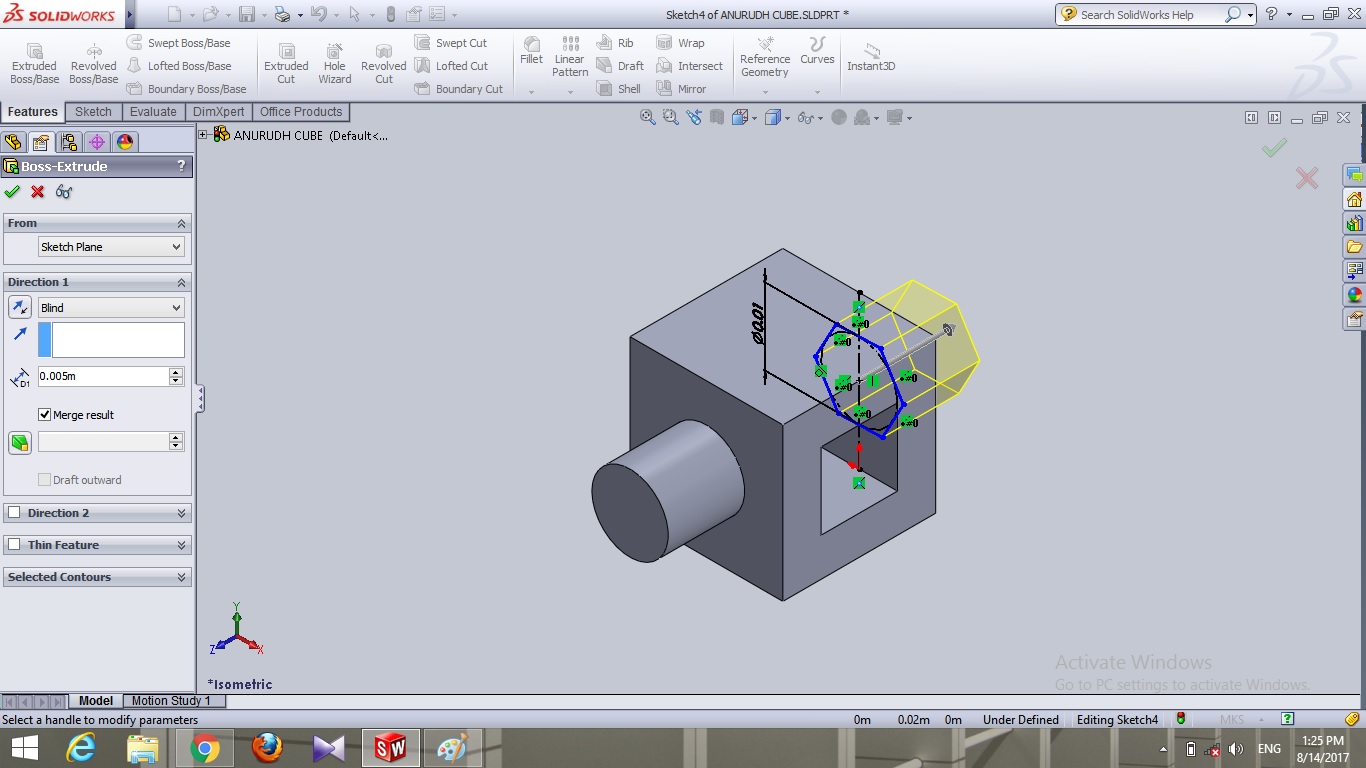 SOLIDWORKS
Sketch4 of ANURUDH CUBE.SLDPRT *
Search SolidWorks Help
?
Extruded Boss/Base
Revolved Boss/Base
Swept Boss/Base
Lofted Boss/Base
Boundary Boss/Base
Extruded Cut
Hole Wizard
Revolved Cut
Swept Cut
Lofted Cut
Boundary Cut
Fillet
Linear Pattern
Rib
Draft
Shell
Wrap
Intersect
Mirror
Reference Geometry
Curves
Instant3D
Features
Sketch
Evaluate
DimXpert
Office Products
ANURUDH CUBE (Default<...
Boss-Extrude
?
From
Sketch Plane
Direction 1
Blind
D1
0.005m
Merge result
Draft outward
Direction 2
Thin Feature
Selected Contours
Ø0.01
Y
Z
X
*Isometric
Activate Windows
Go to PC settings to activate Windows.
Model
Motion Study 1
Select a handle to modify parameters
0m
0.02m
0m
Under Defined
Editing Sketch4
MKS
?
SW
ENG
1:25 PM
8/14/2017